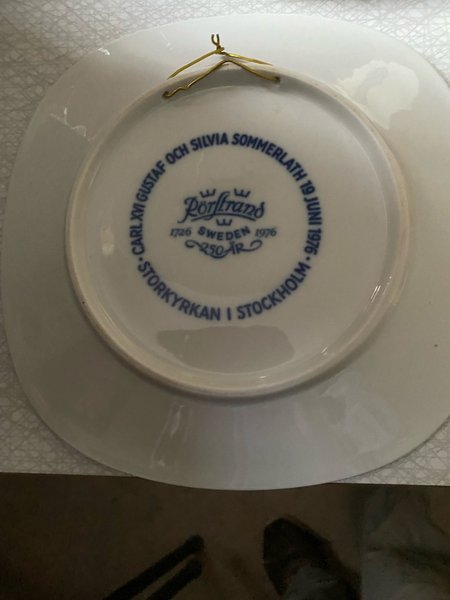 CARL XVI GUSTAF OCH SILVIA SOMMERLATH 19 JUNI 1976
· STORKYRKAN I STOCKHOLM ·
Rörstrand
1726 SWEDEN 1976
250 ÅR